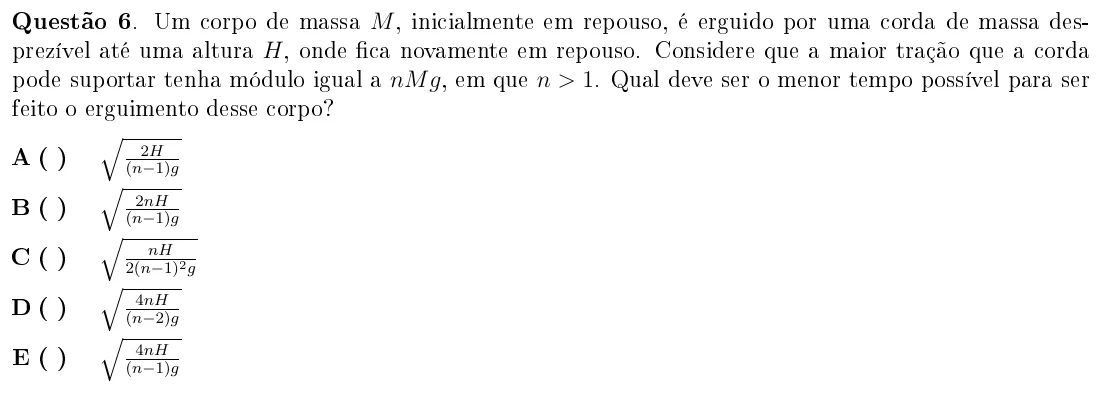 Questão 6. Um corpo de massa M, inicialmente em repouso, é erguido por uma corda de massa des-
prezível até uma altura H, onde fica novamente em repouso. Considere que a maior tração que a corda
pode suportar tenha módulo igual a nMg, em que n > 1. Qual deve ser o menor tempo possível para ser
feito o erguimento desse corpo?
A ( ) √(2H/((n−1)g))
B ( ) √(2nH/((n−1)g))
C ( ) √(nH/(2(n−1)²g))
D ( ) √(4nH/((n−2)g))
E ( ) √(4nH/((n−1)g))